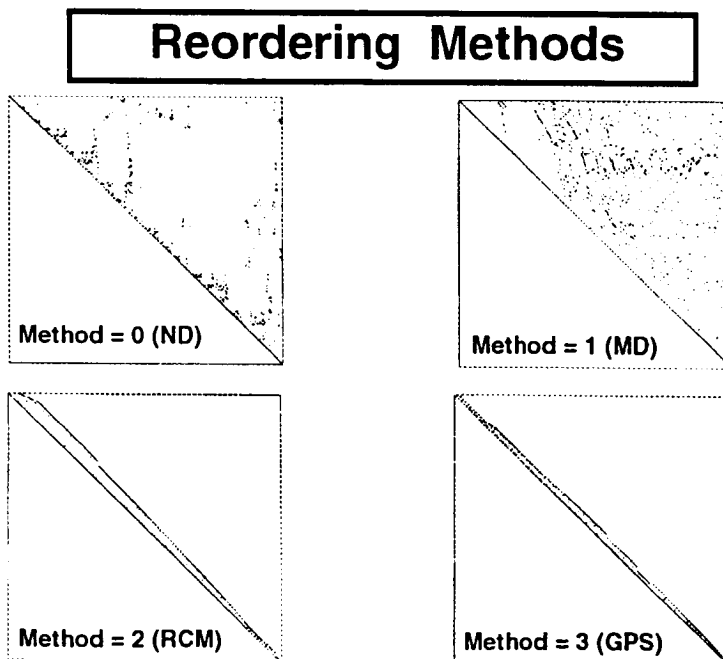 Reordering Methods
Method = 0 (ND)
Method = 1 (MD)
Method = 2 (RCM)
Method = 3 (GPS)